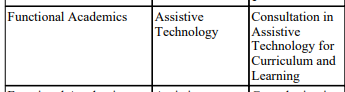 Functional Academics
Assistive
Technology
Consultation in
Assistive
Technology for
Curriculum and
Learning